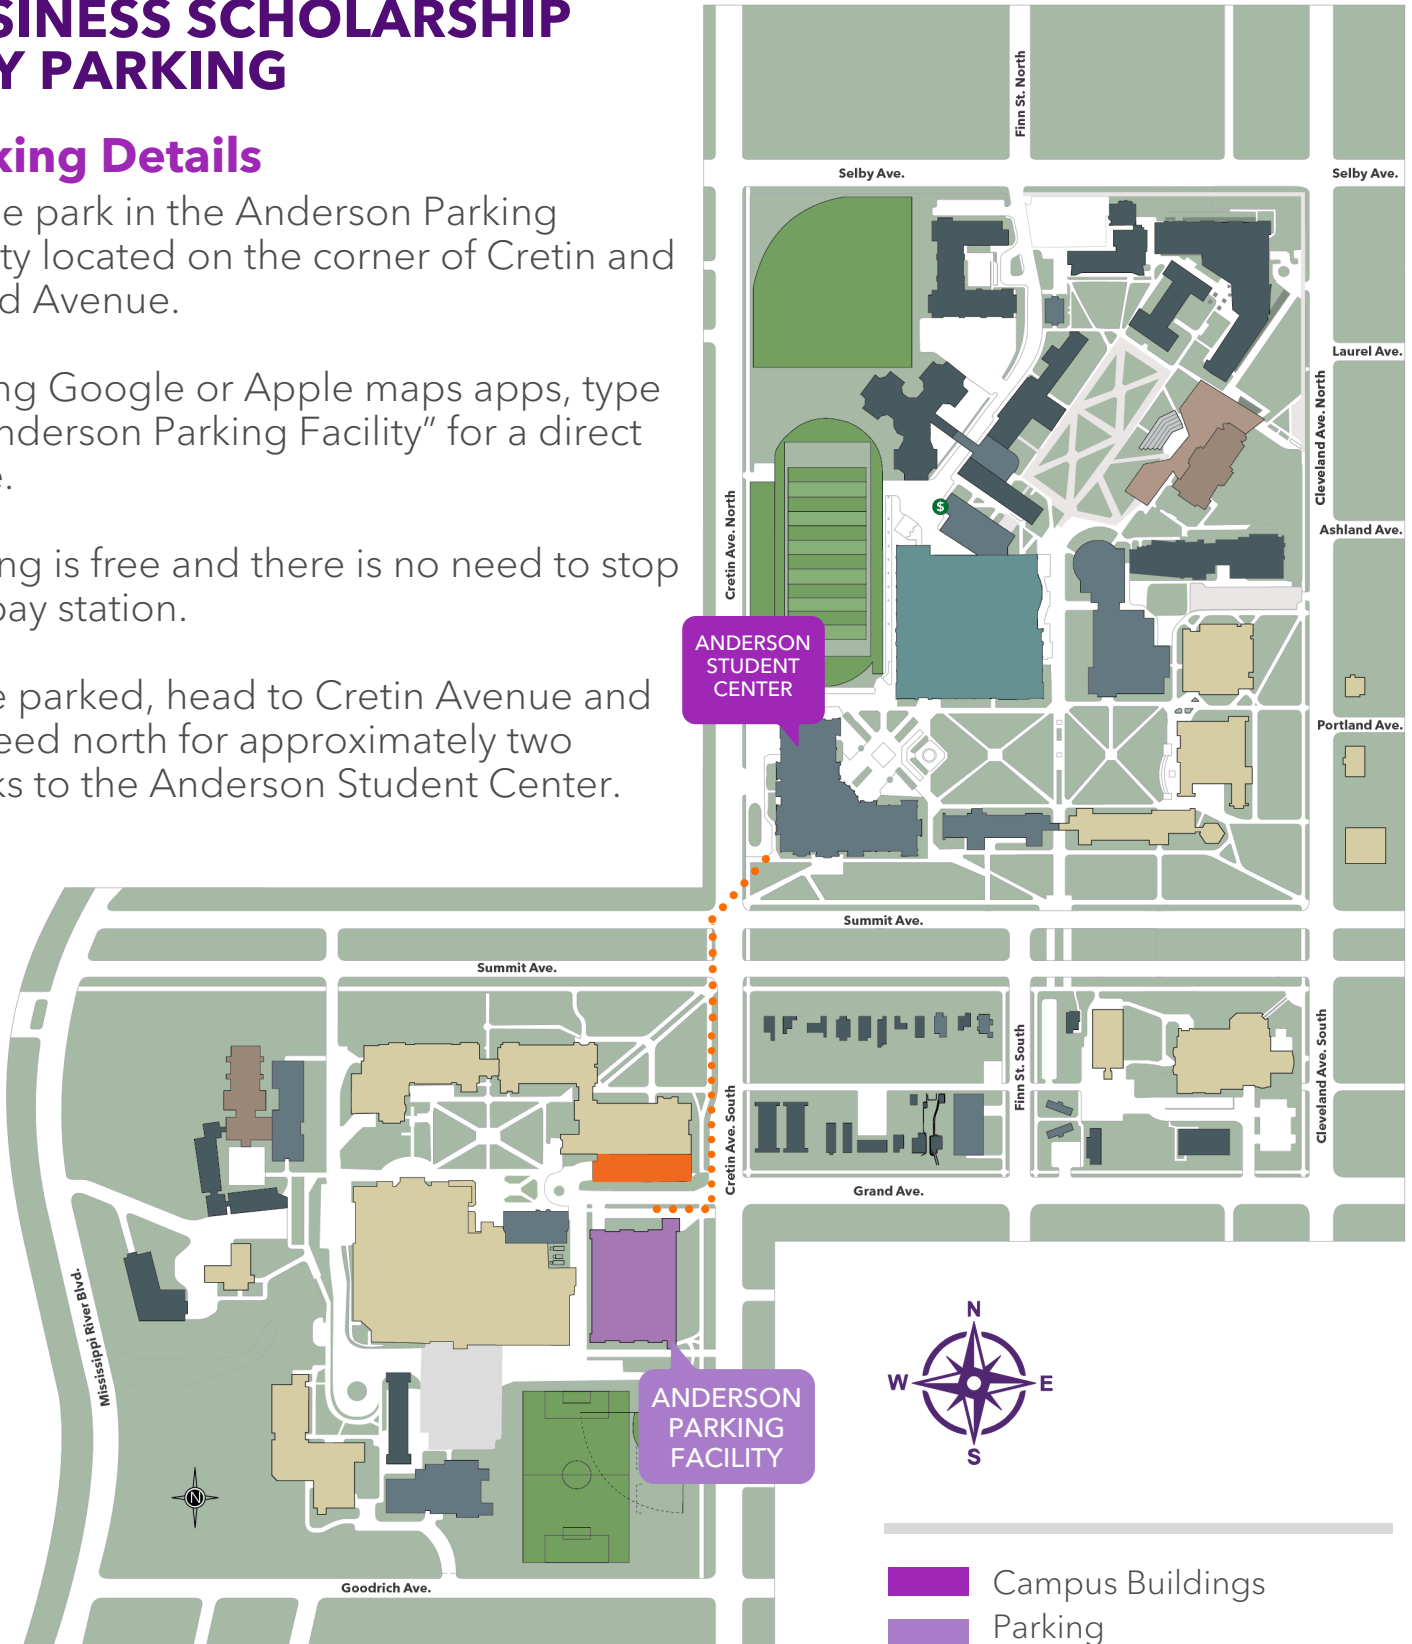 SINESS SCHOLARSHIP
Y PARKING
king Details
e park in the Anderson Parking
ty located on the corner of Cretin and
d Avenue.
ng Google or Apple maps apps, type
nderson Parking Facility” for a direct
e.
ng is free and there is no need to stop
pay station.
e parked, head to Cretin Avenue and
eed north for approximately two
ks to the Anderson Student Center.
Finn St. North
Selby Ave.
Selby Ave.
Laurel Ave.
Cleveland Ave. North
Cretin Ave. North
$
Ashland Ave.
ANDERSON
STUDENT
CENTER
Portland Ave.
Summit Ave.
Summit Ave.
Cretin Ave. South
Finn St. South
Cleveland Ave. South
Grand Ave.
Mississippi River Blvd.
ANDERSON
PARKING
FACILITY
N
W
E
S
N
Goodrich Ave.
Campus Buildings
Parking